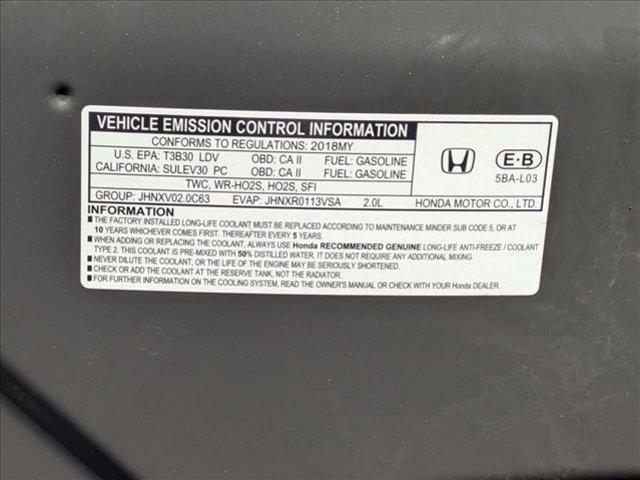 VEHICLE EMISSION CONTROL INFORMATION
CONFORMS TO REGULATIONS: 2018MY
U.S. EPA: T3B30 LDV OBD: CA II FUEL: GASOLINE
CALIFORNIA: SULEV30 PC OBD: CA II FUEL: GASOLINE
TWC, WR-HO2S, HO2S, SFI
GROUP: JHNXV02.0C63 EVAP: JHNXR0113VSA 2.0L
E·B
5BA-L03
HONDA MOTOR CO., LTD.
INFORMATION
■ THE FACTORY INSTALLED LONG-LIFE COOLANT MUST BE REPLACED ACCORDING TO MAINTENANCE MINDER SUB CODE 5, OR AT
10 YEARS WHICHEVER COMES FIRST. THEREAFTER REPLACE EVERY 5 YEARS.
■ WHEN ADDING OR REPLACING THE COOLANT, ALWAYS USE Honda RECOMMENDED GENUINE LONG-LIFE ANTI-FREEZE / COOLANT
TYPE 2. THIS COOLANT IS PRE-MIXED WITH 50% DISTILLED WATER, IT DOES NOT REQUIRE ANY ADDITIONAL MIXING.
■ NEVER DILUTE THE COOLANT, OR THE LIFE OF THE ENGINE MAY BE SERIOUSLY SHORTENED.
■ CHECK OR ADD THE COOLANT AT THE RESERVE TANK, NOT THE RADIATOR.
■ FOR FURTHER INFORMATION ON THE COOLING SYSTEM, READ THE OWNER'S MANUAL OR CHECK WITH YOUR Honda DEALER.